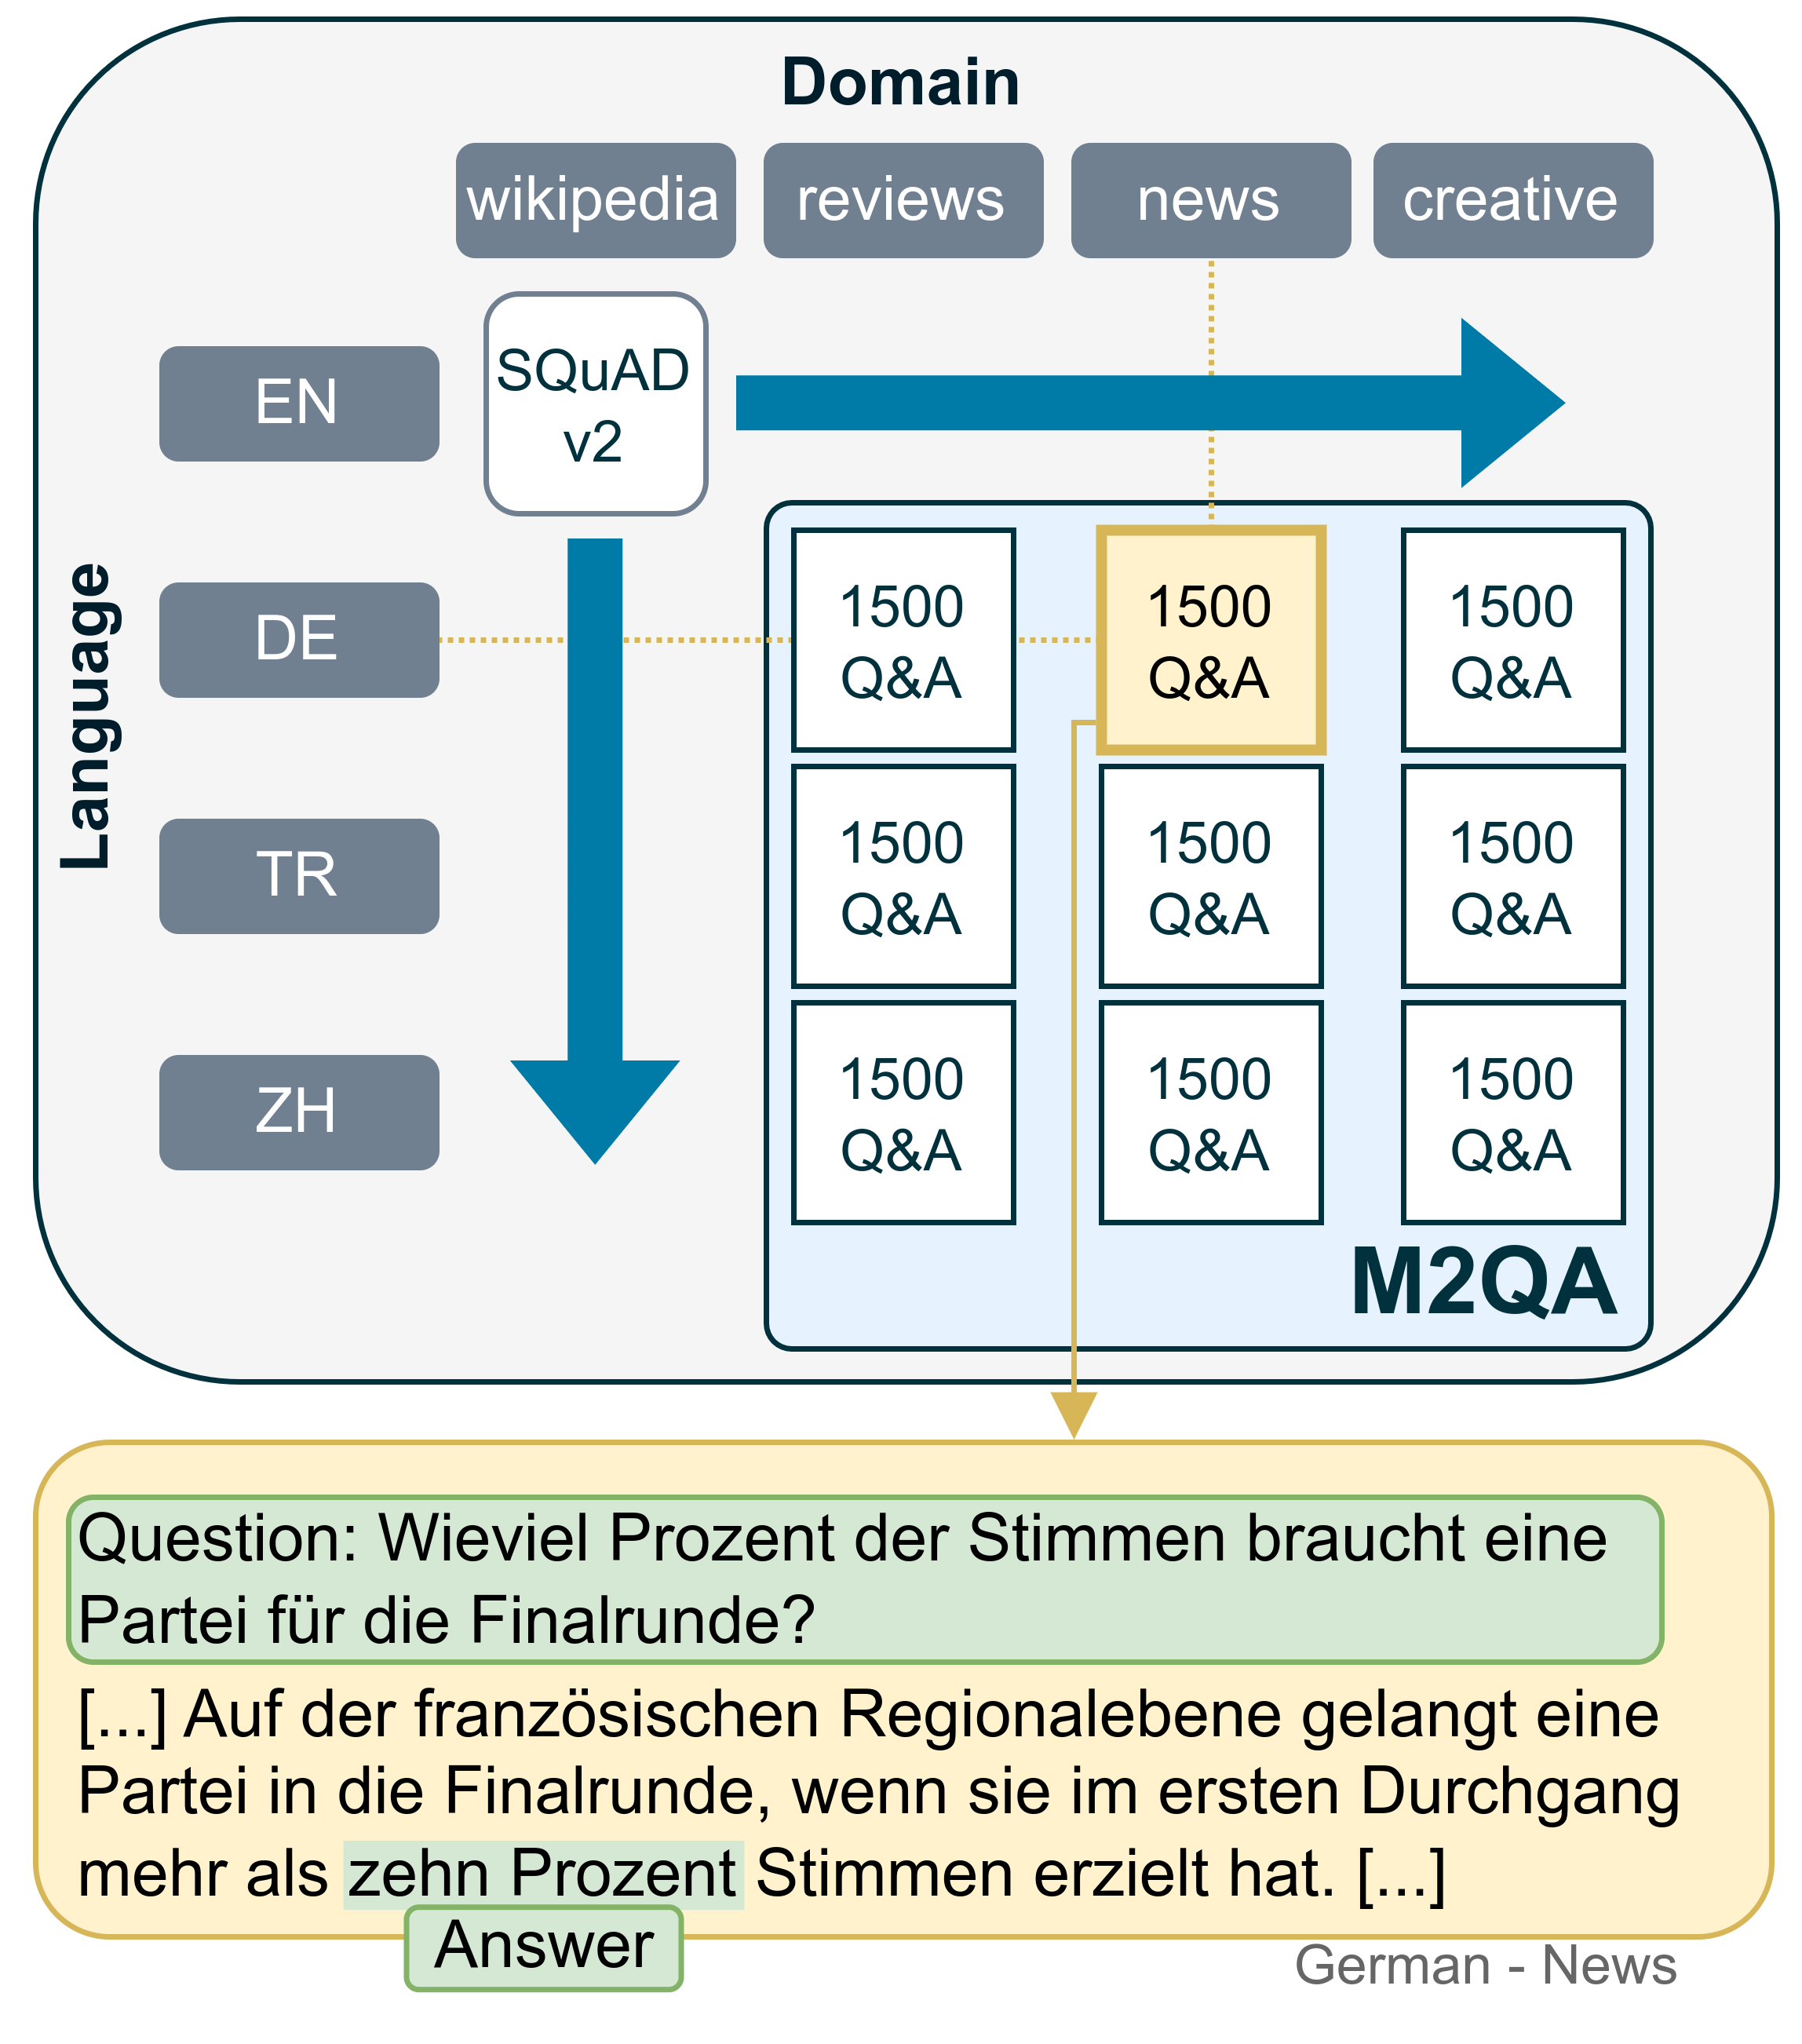 Domain
wikipedia reviews news creative
Language
EN
SQuAD
v2
DE
1500 1500 1500
Q&A Q&A Q&A
TR
1500 1500 1500
Q&A Q&A Q&A
ZH
1500 1500 1500
Q&A Q&A Q&A
M2QA
Question: Wieviel Prozent der Stimmen braucht eine
Partei für die Finalrunde?
[...] Auf der französischen Regionalebene gelangt eine
Partei in die Finalrunde, wenn sie im ersten Durchgang
mehr als zehn Prozent Stimmen erzielt hat. [...]
Answer
German - News